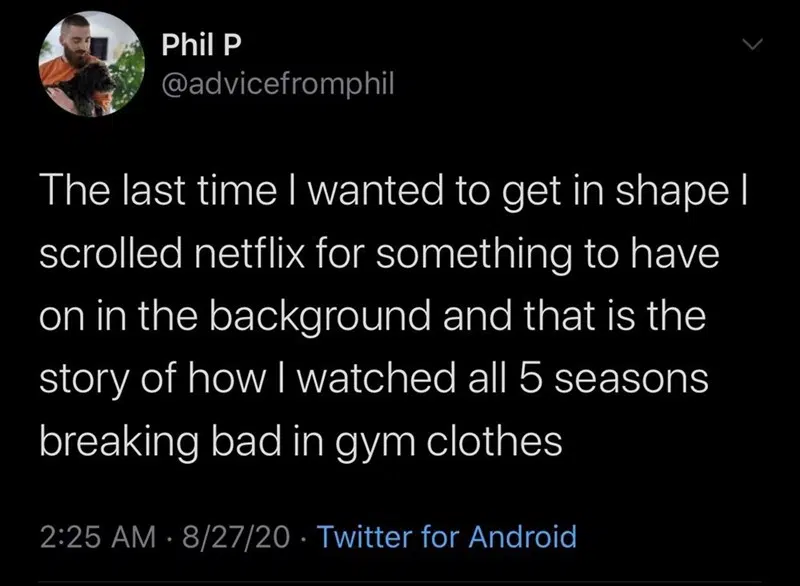 Phil P
@advicefromphil
The last time I wanted to get in shape I
scrolled netflix for something to have
on in the background and that is the
story of how I watched all 5 seasons
breaking bad in gym clothes
2:25 AM · 8/27/20 · Twitter for Android